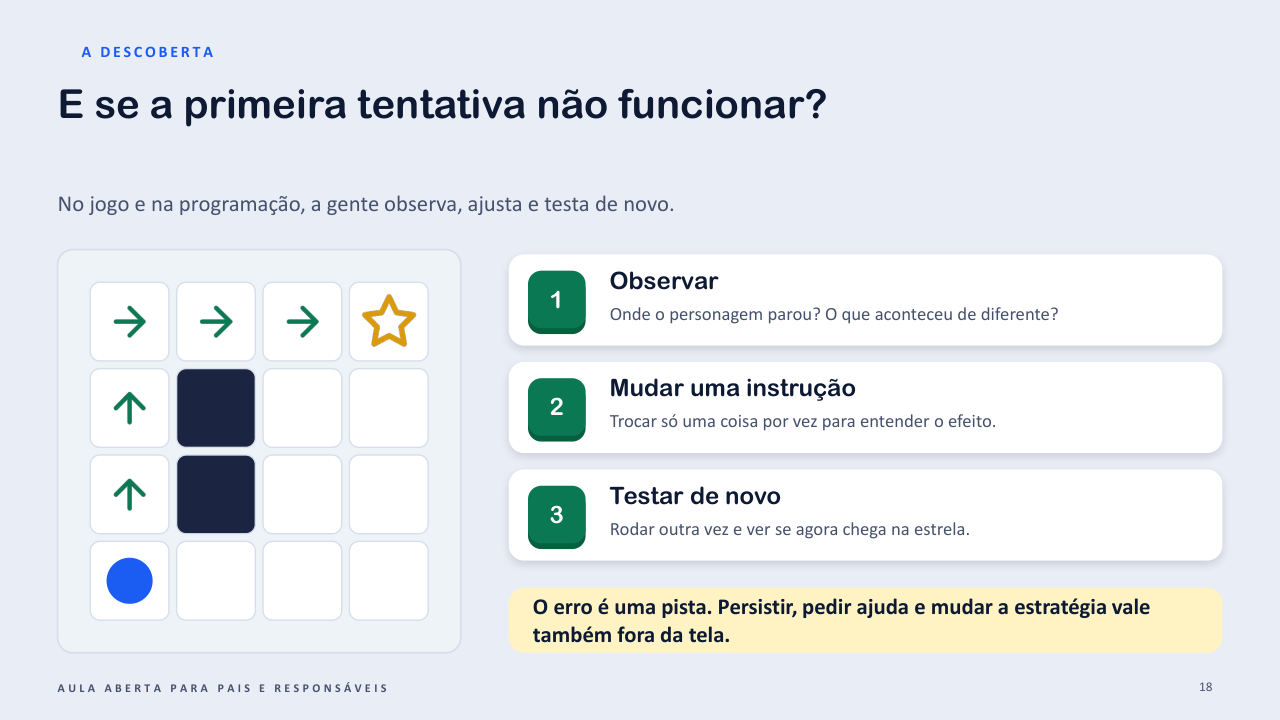 A DESCOBERTA
E se a primeira tentativa não funcionar?
No jogo e na programação, a gente observa, ajusta e testa de novo.
1
Observar
Onde o personagem parou? O que aconteceu de diferente?
2
Mudar uma instrução
Trocar só uma coisa por vez para entender o efeito.
3
Testar de novo
Rodar outra vez e ver se agora chega na estrela.
O erro é uma pista. Persistir, pedir ajuda e mudar a estratégia vale
também fora da tela.
AULA ABERTA PARA PAIS E RESPONSÁVEIS
18